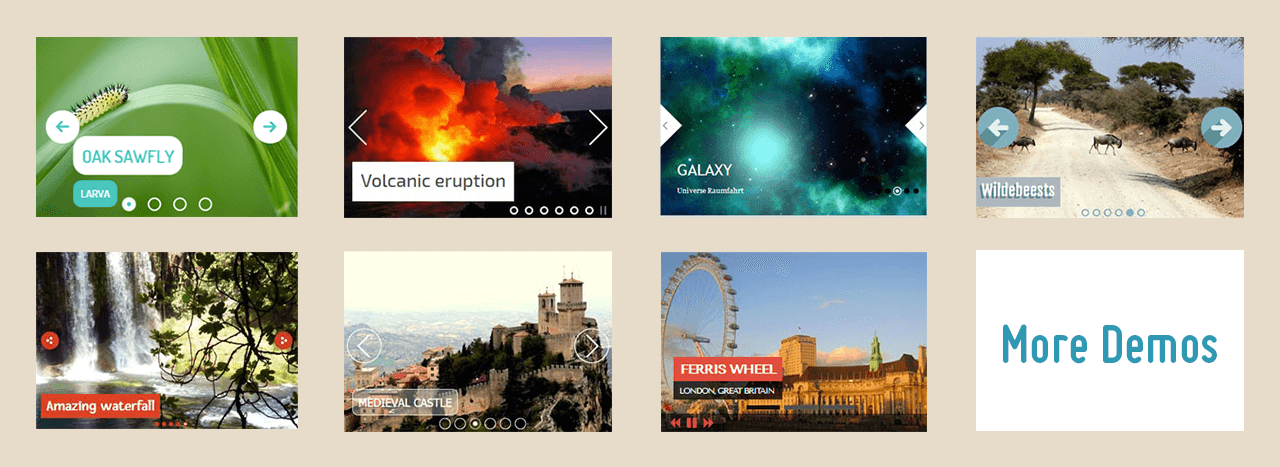 OAK SAWFLY
LARVA
Volcanic eruption
GALAXY
Universe Raumfahrt
Wildebeests
Amazing waterfall
MEDIEVAL CASTLE
FERRIS WHEEL
LONDON, GREAT BRITAIN
More Demos